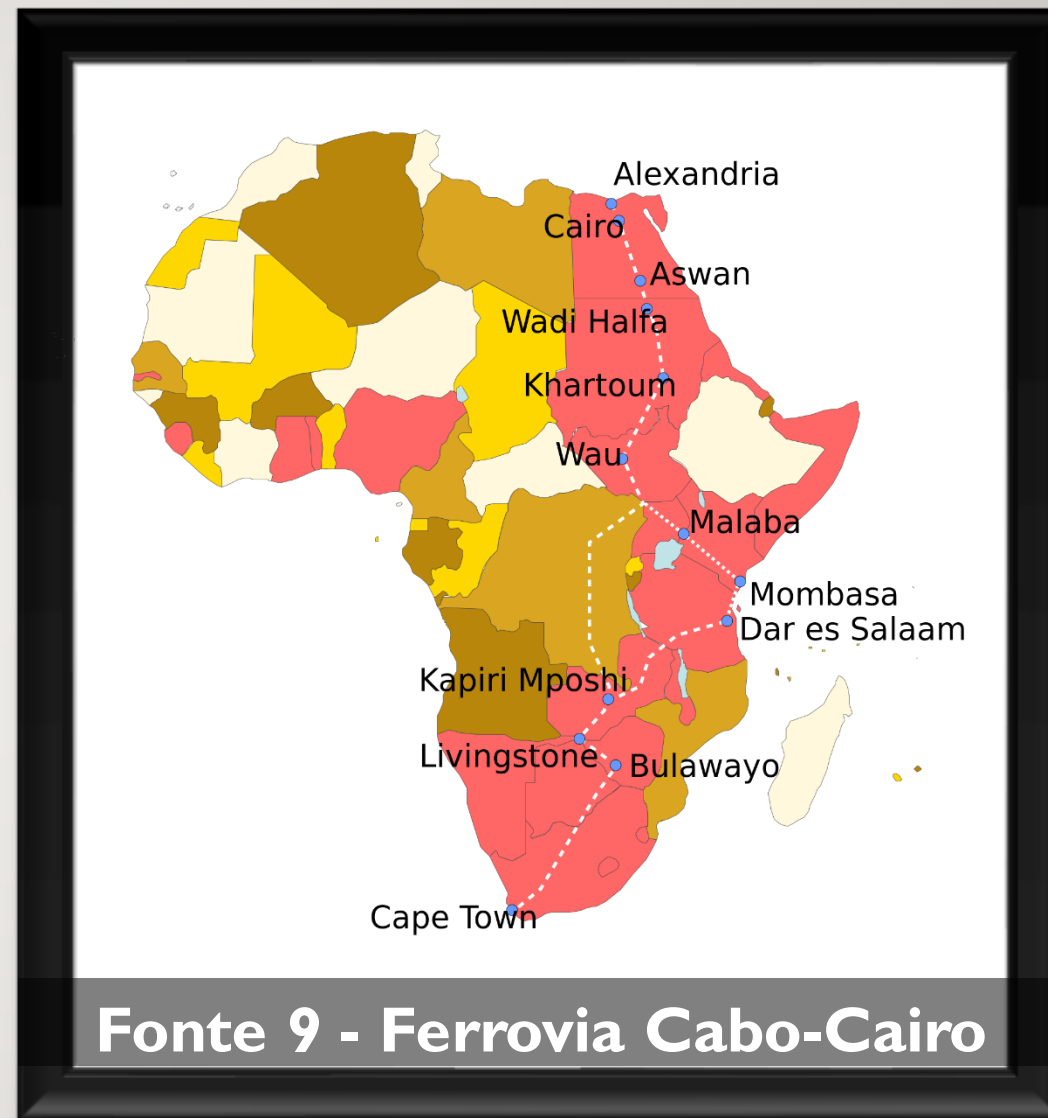 Alexandria
Cairo
Aswan
Wadi Halfa
Khartoum
Wau
Malaba
Mombasa
Dar es Salaam
Kapiri Mposhi
Livingstone
Bulawayo
Cape Town
Fonte 9 - Ferrovia Cabo-Cairo